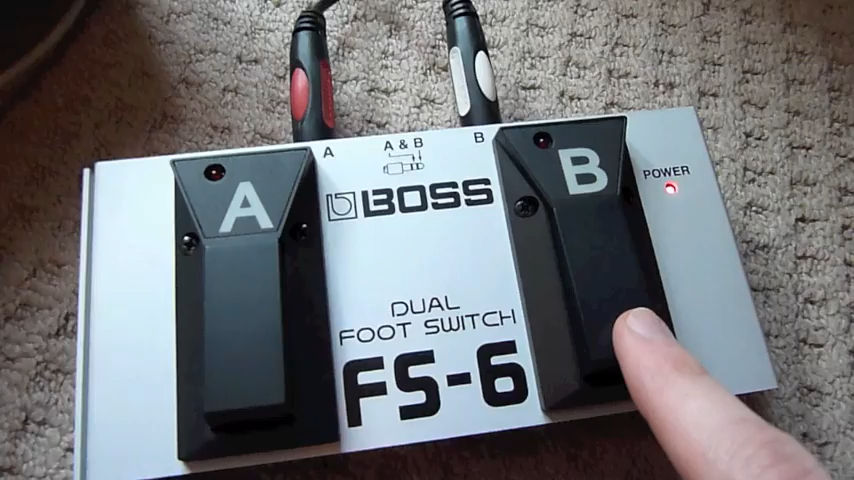 A
A & B
B
A
B
POWER
BOSS
DUAL
FOOT SWITCH
FS-6